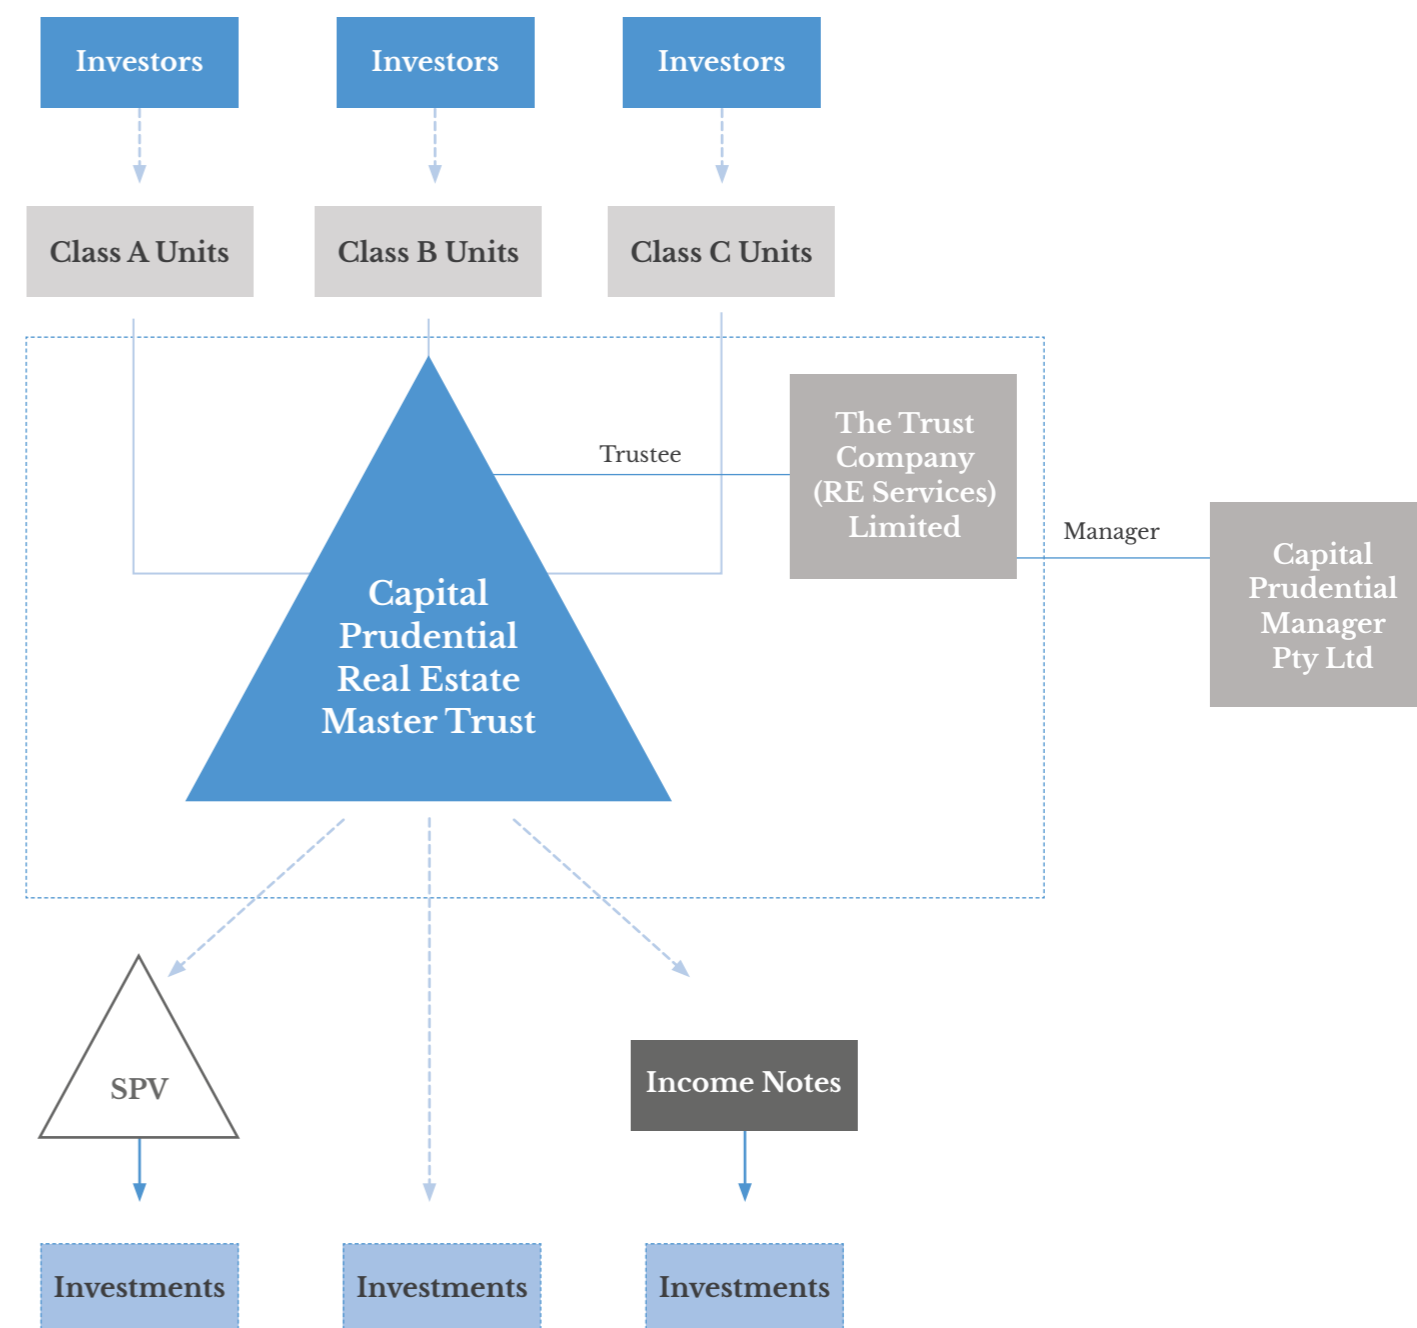 Investors
Investors
Investors
Class A Units
Class B Units
Class C Units
The Trust
Company
(RE Services)
Limited
Trustee
Manager
Capital
Prudential
Manager
Pty Ltd
Capital
Prudential
Real Estate
Master Trust
SPV
Income Notes
Investments
Investments
Investments